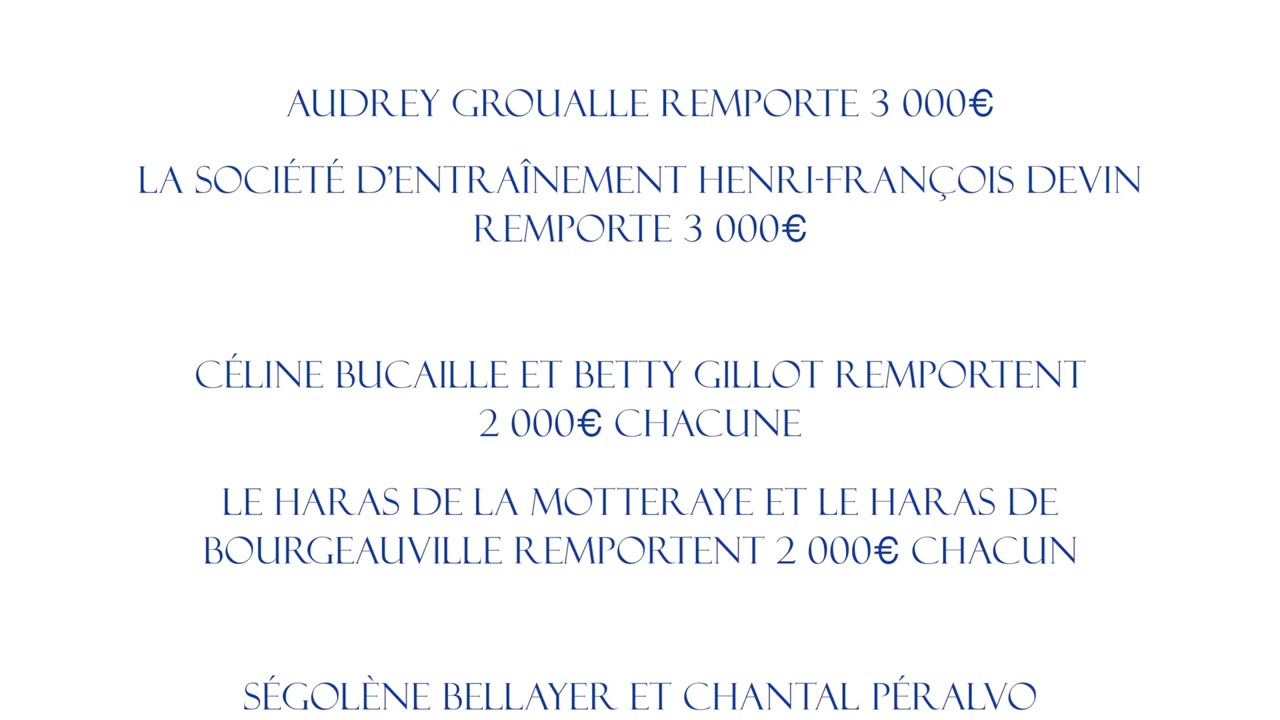 AUDREY GROUALLE REMPORTE 3 000€
LA SOCIÉTÉ D’ENTRAÎNEMENT HENRI-FRANÇOIS DEVIN
REMPORTE 3 000€
CÉLINE BUCAILLE ET BETTY GILLOT REMPORTENT
2 000€ CHACUNE
LE HARAS DE LA MOTTERAYE ET LE HARAS DE
BOURGEAUVILLE REMPORTENT 2 000€ CHACUN
SÉGOLÈNE BELLAYER ET CHANTAL PÉRALVO